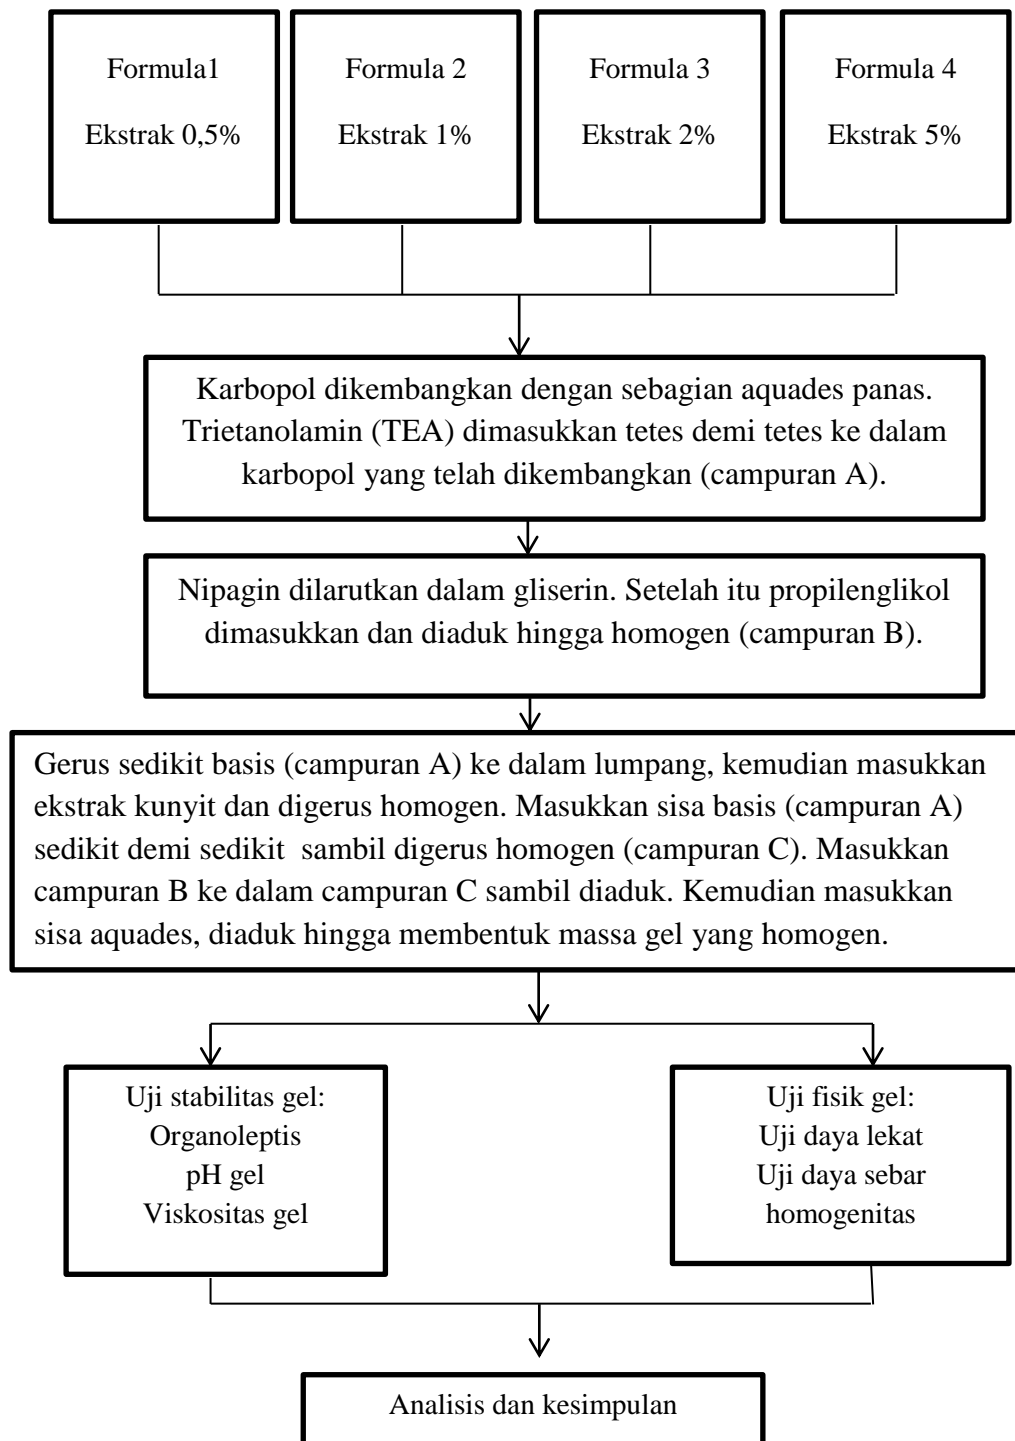 Formula1
Ekstrak 0,5%
Formula 2
Ekstrak 1%
Formula 3
Ekstrak 2%
Formula 4
Ekstrak 5%
Karbopol dikembangkan dengan sebagian aquades panas.
Trietanolamin (TEA) dimasukkan tetes demi tetes ke dalam
karbopol yang telah dikembangkan (campuran A).
Nipagin dilarutkan dalam gliserin. Setelah itu propilenglikol
dimasukkan dan diaduk hingga homogen (campuran B).
Gerus sedikit basis (campuran A) ke dalam lumpang, kemudian masukkan
ekstrak kunyit dan digerus homogen. Masukkan sisa basis (campuran A)
sedikit demi sedikit  sambil digerus homogen (campuran C). Masukkan
campuran B ke dalam campuran C sambil diaduk. Kemudian masukkan
sisa aquades, diaduk hingga membentuk massa gel yang homogen.
Uji stabilitas gel:
Organoleptis
pH gel
Viskositas gel
Uji fisik gel:
Uji daya lekat
Uji daya sebar
homogenitas
Analisis dan kesimpulan